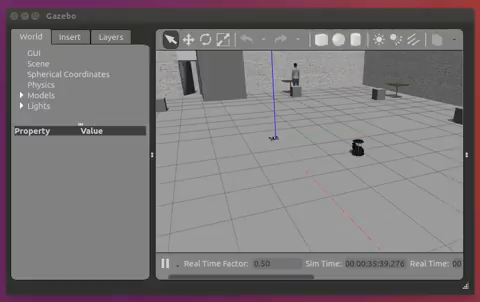 Gazebo
World Insert Layers
GUI
Scene
Spherical Coordinates
Physics
Models
Lights
Property Value
Real Time Factor: 0.50 Sim Time: 00 00:35:39.276 Real Time: 00